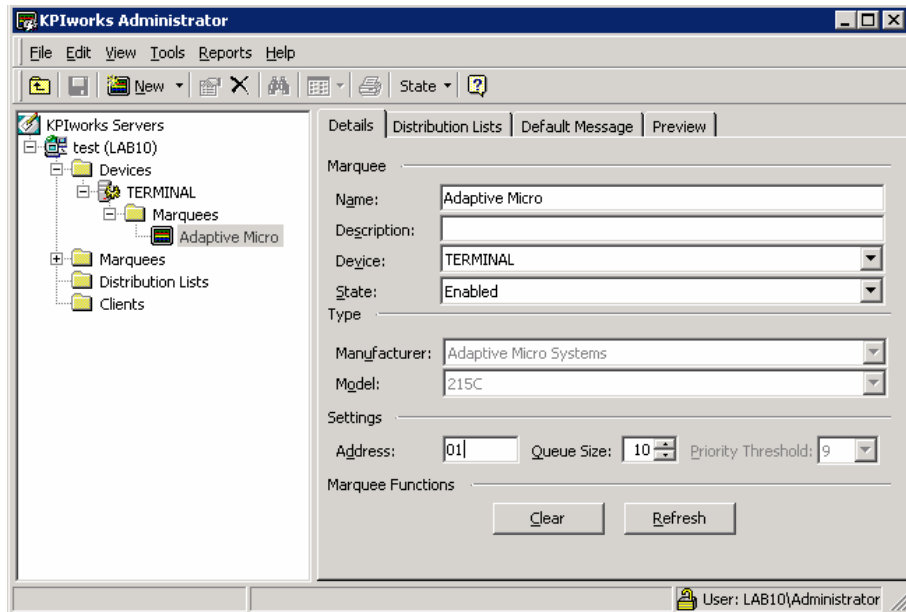 KPIworks Administrator
File Edit View Tools Reports Help
New State
KPIworks Servers
test (LAB10)
Devices
TERMINAL
Marquees
Adaptive Micro
Marquees
Distribution Lists
Clients
Details Distribution Lists Default Message Preview
Marquee
Name: Adaptive Micro
Description:
Device: TERMINAL
State: Enabled
Type
Manufacturer: Adaptive Micro Systems
Model: 215C
Settings
Address: 01 Queue Size: 10 Priority Threshold: 9
Marquee Functions
Clear Refresh
User: LAB10\Administrator